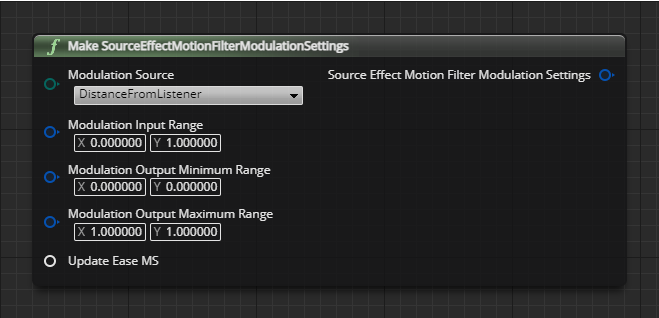 f Make SourceEffectMotionFilterModulationSettings
Modulation Source
Source Effect Motion Filter Modulation Settings
DistanceFromListener
Modulation Input Range
X 0.000000 Y 1.000000
Modulation Output Minimum Range
X 0.000000 Y 0.000000
Modulation Output Maximum Range
X 1.000000 Y 1.000000
Update Ease MS